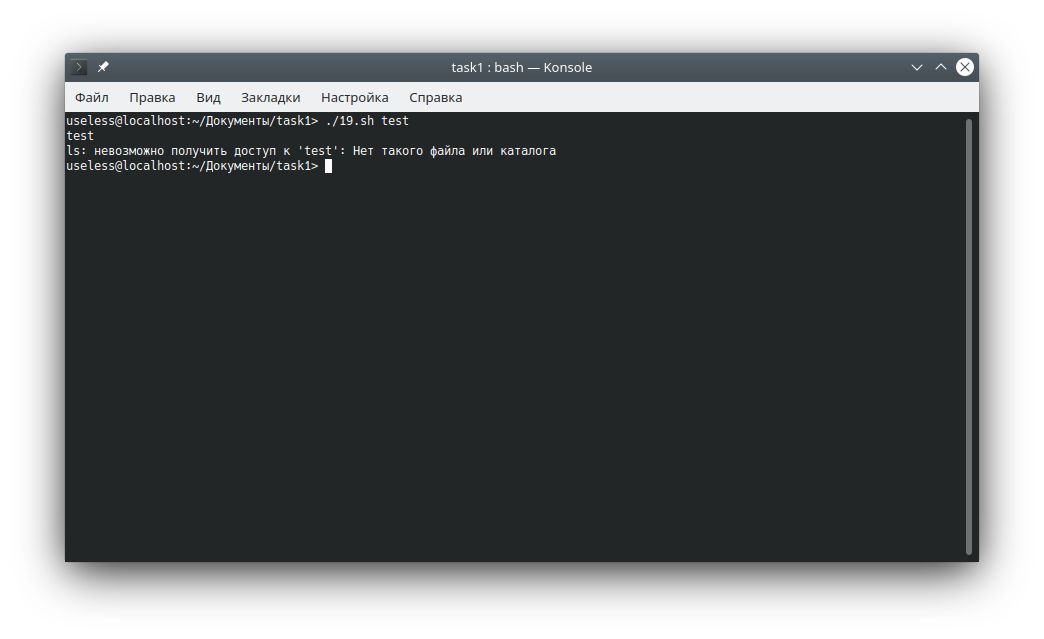 task1 : bash — Konsole
Файл Правка Вид Закладки Настройка Справка
useless@localhost:~/Документы/task1> ./19.sh test
test
ls: невозможно получить доступ к 'test': Нет такого файла или каталога
useless@localhost:~/Документы/task1>